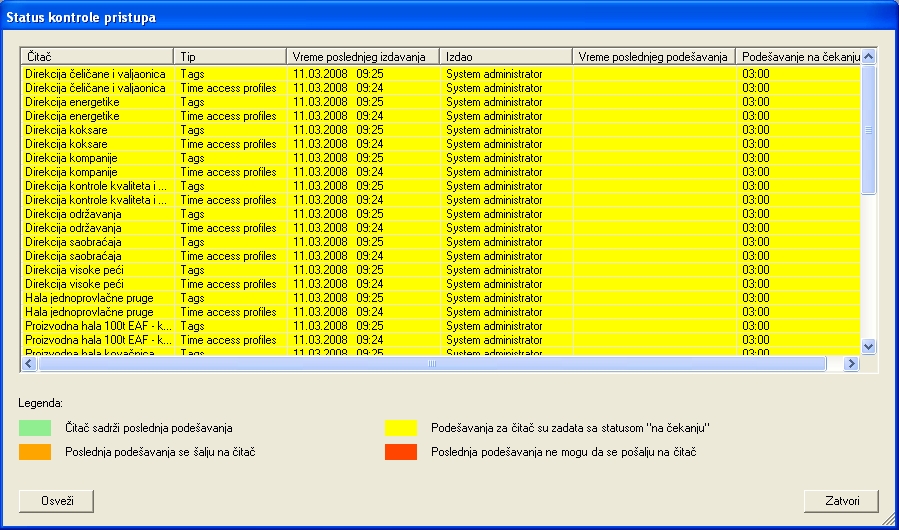 Status kontrole pristupa
Čitač Tip Vreme poslednjeg izdavanja Izdao Vreme poslednjeg podešavanja Podešavanje na čekanju
Direkcija čeličane i valjaonica Tags 11.03.2008 09:25 System administrator 03:00
Direkcija čeličane i valjaonica Time access profiles 11.03.2008 09:24 System administrator 03:00
Direkcija energetike Tags 11.03.2008 09:25 System administrator 03:00
Direkcija energetike Time access profiles 11.03.2008 09:24 System administrator 03:00
Direkcija koksare Tags 11.03.2008 09:25 System administrator 03:00
Direkcija koksare Time access profiles 11.03.2008 09:24 System administrator 03:00
Direkcija kompanije Tags 11.03.2008 09:25 System administrator 03:00
Direkcija kompanije Time access profiles 11.03.2008 09:24 System administrator 03:00
Direkcija kontrole kvaliteta i ... Tags 11.03.2008 09:25 System administrator 03:00
Direkcija kontrole kvaliteta i ... Time access profiles 11.03.2008 09:24 System administrator 03:00
Direkcija održavanja Tags 11.03.2008 09:25 System administrator 03:00
Direkcija održavanja Time access profiles 11.03.2008 09:24 System administrator 03:00
Direkcija saobraćaja Tags 11.03.2008 09:25 System administrator 03:00
Direkcija saobraćaja Time access profiles 11.03.2008 09:24 System administrator 03:00
Direkcija visoke peći Tags 11.03.2008 09:25 System administrator 03:00
Direkcija visoke peći Time access profiles 11.03.2008 09:24 System administrator 03:00
Hala jednoprovlačne pruge Tags 11.03.2008 09:25 System administrator 03:00
Hala jednoprovlačne pruge Time access profiles 11.03.2008 09:24 System administrator 03:00
Proizvodna hala 100t EAF - k... Tags 11.03.2008 09:25 System administrator 03:00
Proizvodna hala 100t EAF - k... Time access profiles 11.03.2008 09:24 System administrator 03:00
Proizvodna hala kovačnica Tags 11.03.2008 09:25 System administrator 03:00
Legenda:
Čitač sadrži poslednja podešavanja
Podešavanja za čitač su zadata sa statusom "na čekanju"
Poslednja podešavanja se šalju na čitač
Poslednja podešavanja ne mogu da se pošalju na čitač
Osveži
Zatvori